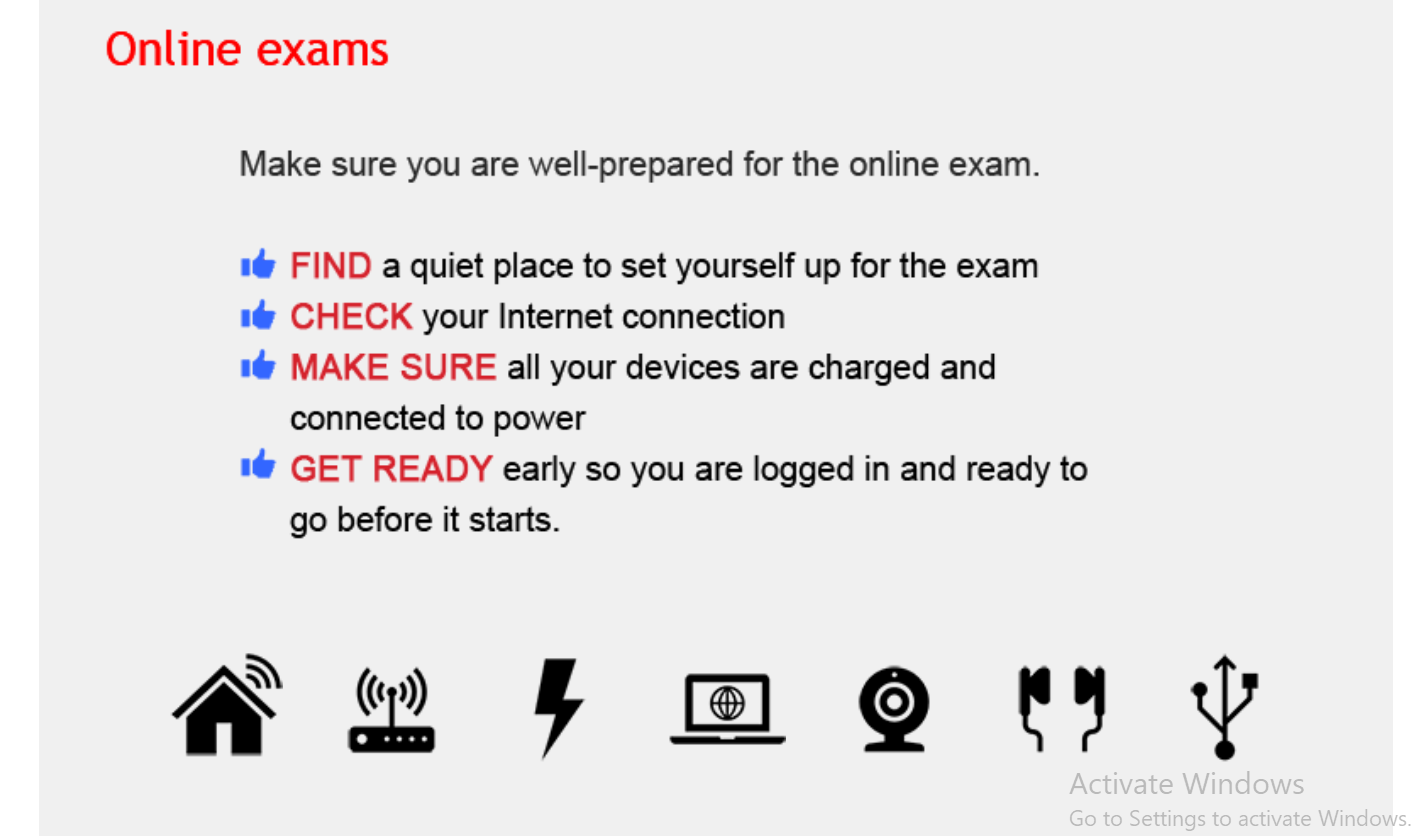 Online exams
Make sure you are well-prepared for the online exam.
FIND a quiet place to set yourself up for the exam
CHECK your Internet connection
MAKE SURE all your devices are charged and
connected to power
GET READY early so you are logged in and ready to
go before it starts.
Activate Windows
Go to Settings to activate Windows.